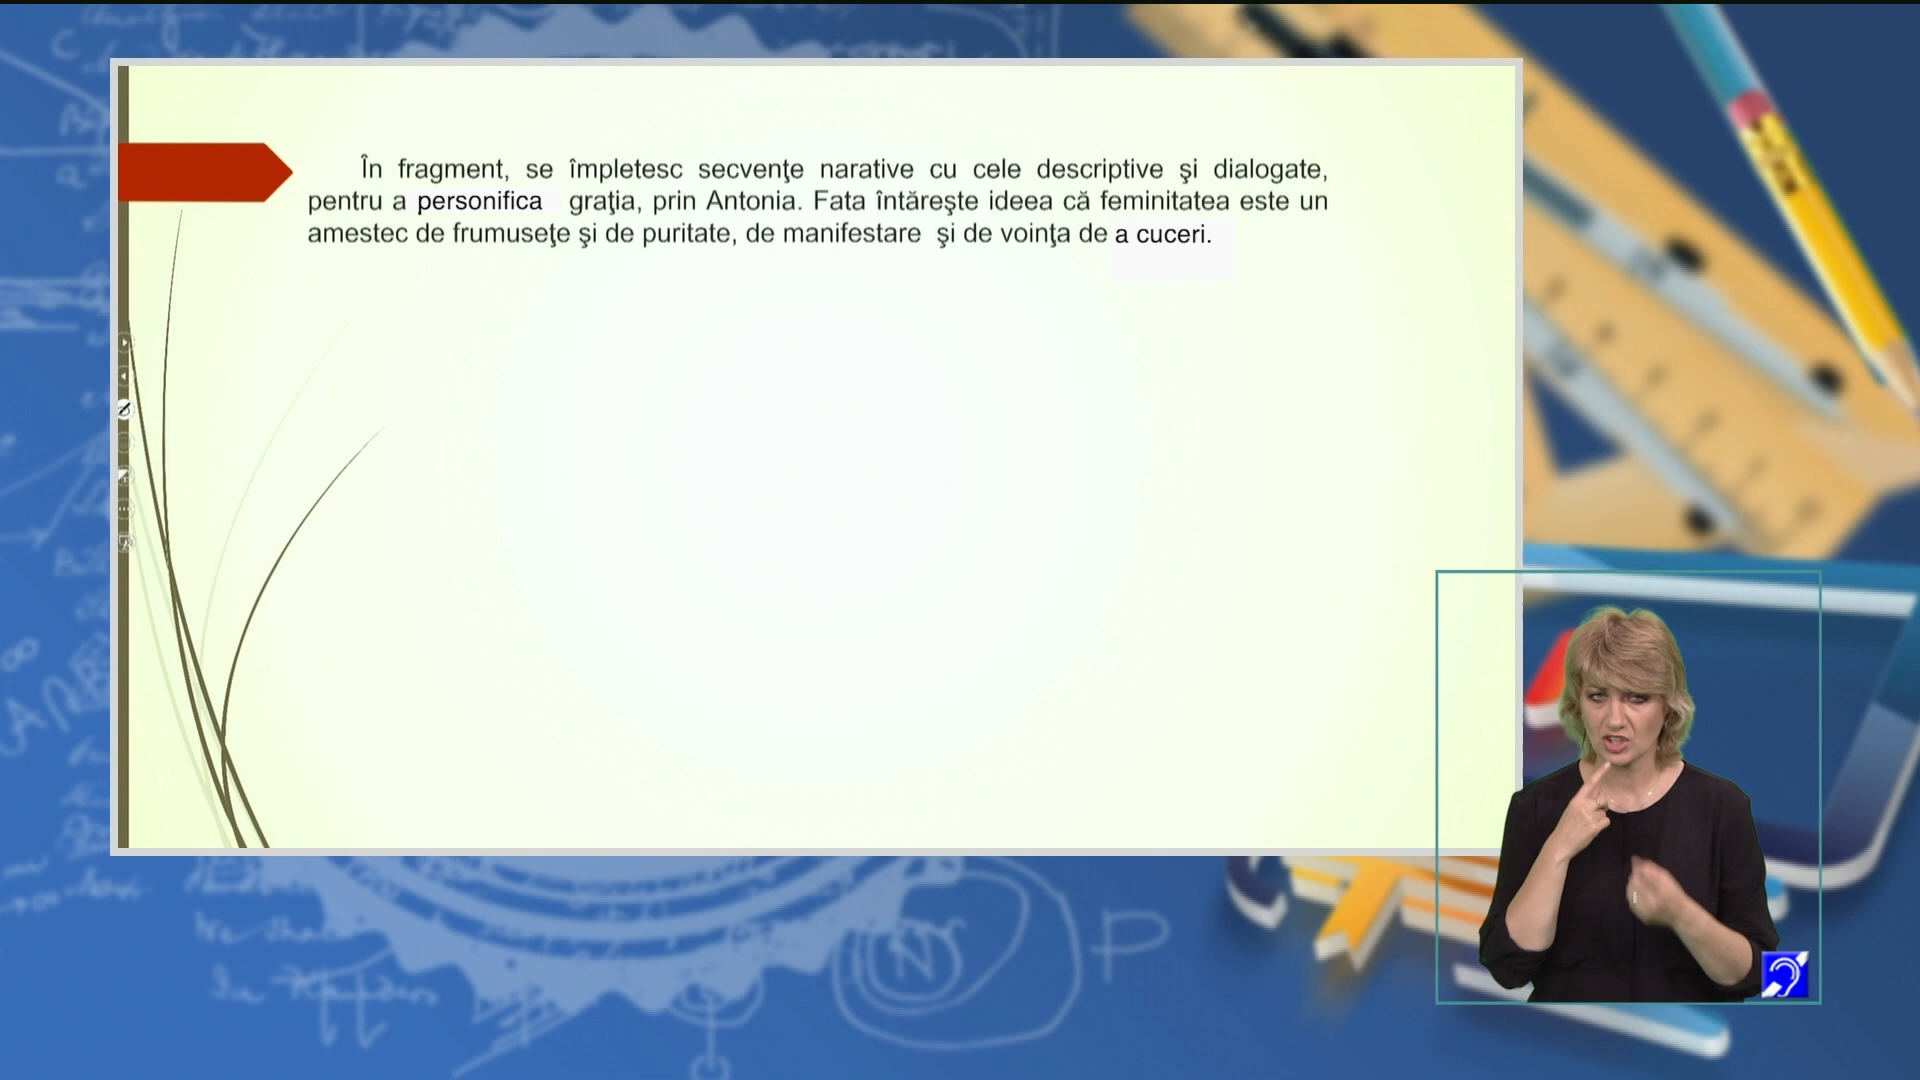 În fragment, se împletesc secvenţe narative cu cele descriptive şi dialogate,
pentru a personifica graţia, prin Antonia. Fata întăreşte ideea că feminitatea este un
amestec de frumuseţe şi de puritate, de manifestare şi de voinţa de a cuceri.